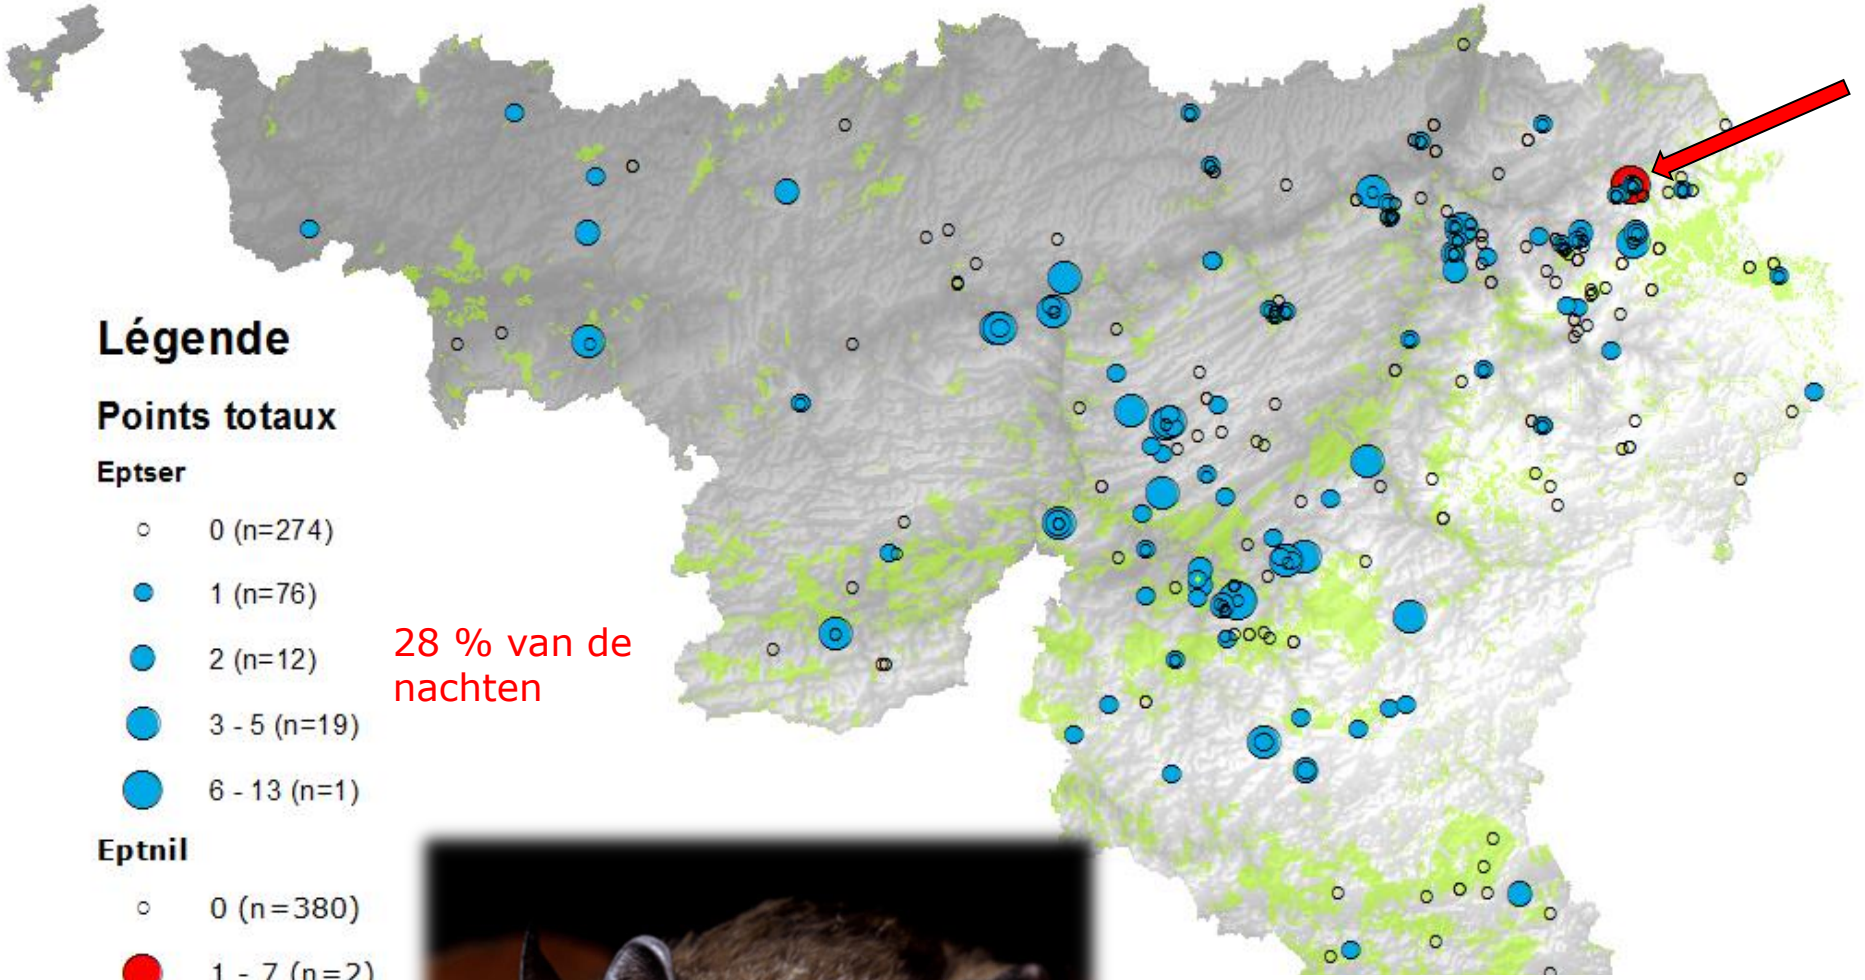 Légende
Points totaux
Eptser
0 (n=274)
1 (n=76)
2 (n=12)
3 - 5 (n=19)
6 - 13 (n=1)
Eptnil
0 (n=380)
1 - 7 (n=2)
28 % van de
nachten